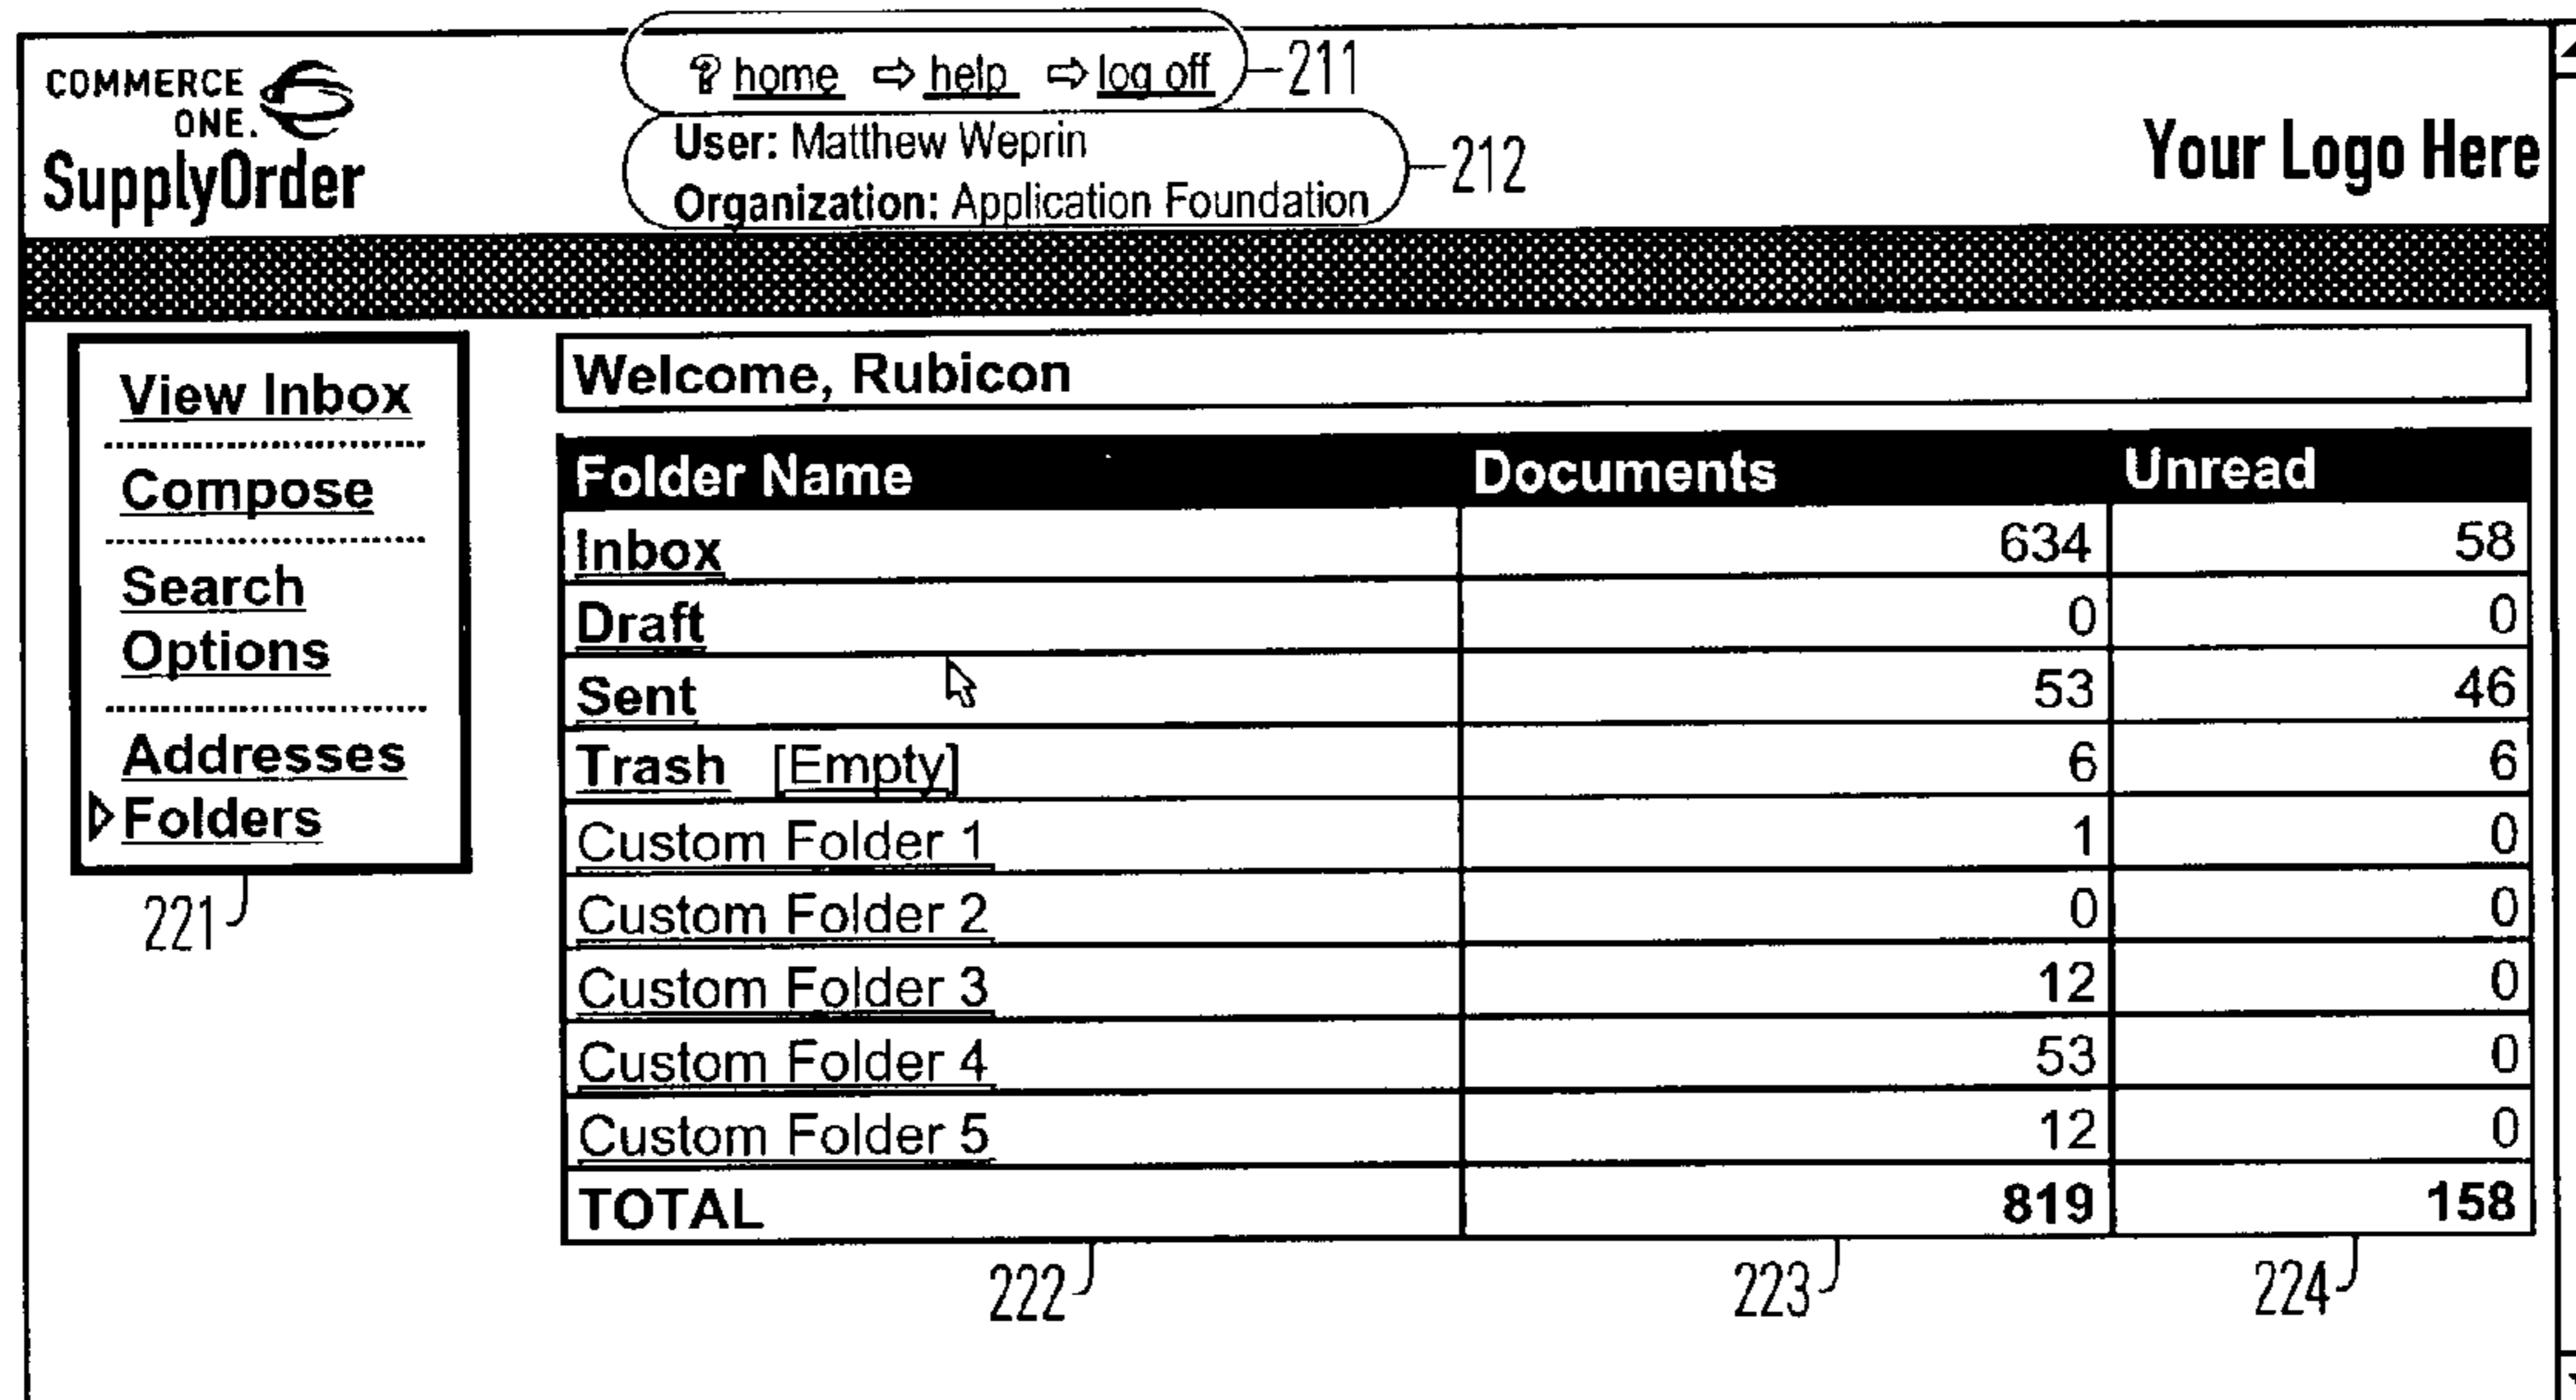 COMMERCE
ONE.
SupplyOrder
? home ⇨ help ⇨ log off 211
User: Matthew Weprin
Organization: Application Foundation 212
Your Logo Here
View Inbox
Compose
Search
Options
Addresses
Folders
221
Welcome, Rubicon
Folder Name Documents Unread
Inbox 634 58
Draft 0 0
Sent 53 46
Trash [Empty] 6 6
Custom Folder 1 1 0
Custom Folder 2 0 0
Custom Folder 3 12 0
Custom Folder 4 53 0
Custom Folder 5 12 0
TOTAL 819 158
222 223 224